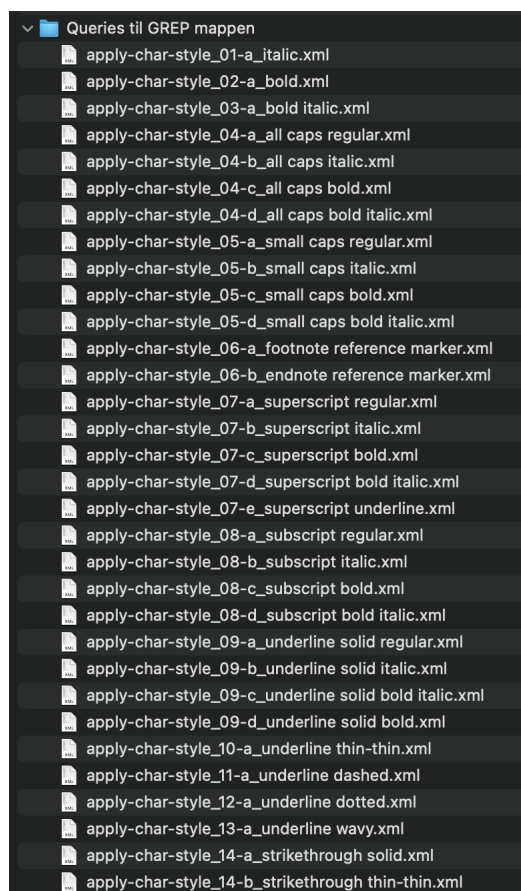 Queries til GREP mappen
apply-char-style_01-a_italic.xml
apply-char-style_02-a_bold.xml
apply-char-style_03-a_bold italic.xml
apply-char-style_04-a_all caps regular.xml
apply-char-style_04-b_all caps italic.xml
apply-char-style_04-c_all caps bold.xml
apply-char-style_04-d_all caps bold italic.xml
apply-char-style_05-a_small caps regular.xml
apply-char-style_05-b_small caps italic.xml
apply-char-style_05-c_small caps bold.xml
apply-char-style_05-d_small caps bold italic.xml
apply-char-style_06-a_footnote reference marker.xml
apply-char-style_06-b_endnote reference marker.xml
apply-char-style_07-a_superscript regular.xml
apply-char-style_07-b_superscript italic.xml
apply-char-style_07-c_superscript bold.xml
apply-char-style_07-d_superscript bold italic.xml
apply-char-style_07-e_superscript underline.xml
apply-char-style_08-a_subscript regular.xml
apply-char-style_08-b_subscript italic.xml
apply-char-style_08-c_subscript bold.xml
apply-char-style_08-d_subscript bold italic.xml
apply-char-style_09-a_underline solid regular.xml
apply-char-style_09-b_underline solid italic.xml
apply-char-style_09-c_underline solid bold italic.xml
apply-char-style_09-d_underline solid bold.xml
apply-char-style_10-a_underline thin-thin.xml
apply-char-style_11-a_underline dashed.xml
apply-char-style_12-a_underline dotted.xml
apply-char-style_13-a_underline wavy.xml
apply-char-style_14-a_strikethrough solid.xml
apply-char-style_14-b_strikethrough thin-thin.xml